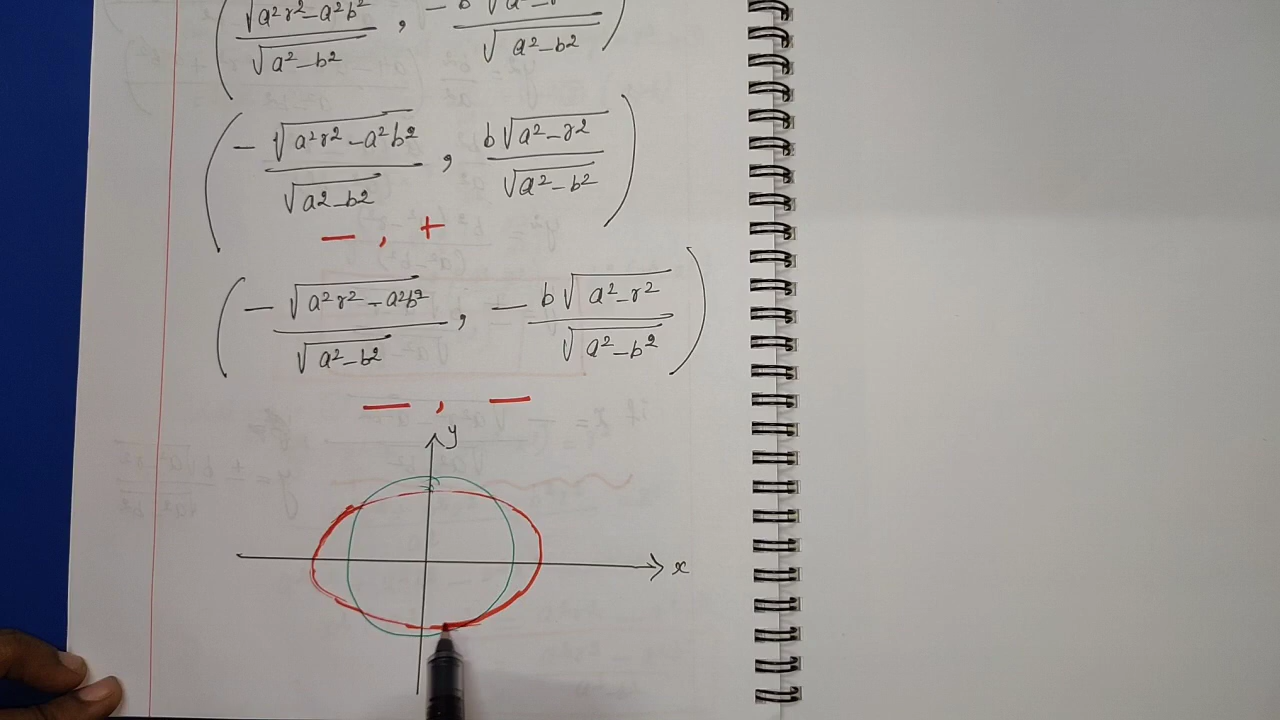 (√(a²r²-a²b²)/√(a²-b²), - b√(a²-r²)/√(a²-b²))
(- √(a²r²-a²b²)/√(a²-b²), b√(a²-r²)/√(a²-b²))
-, +
(- √(a²r²-a²b²)/√(a²-b²), - b√(a²-r²)/√(a²-b²))
-, -
y
x